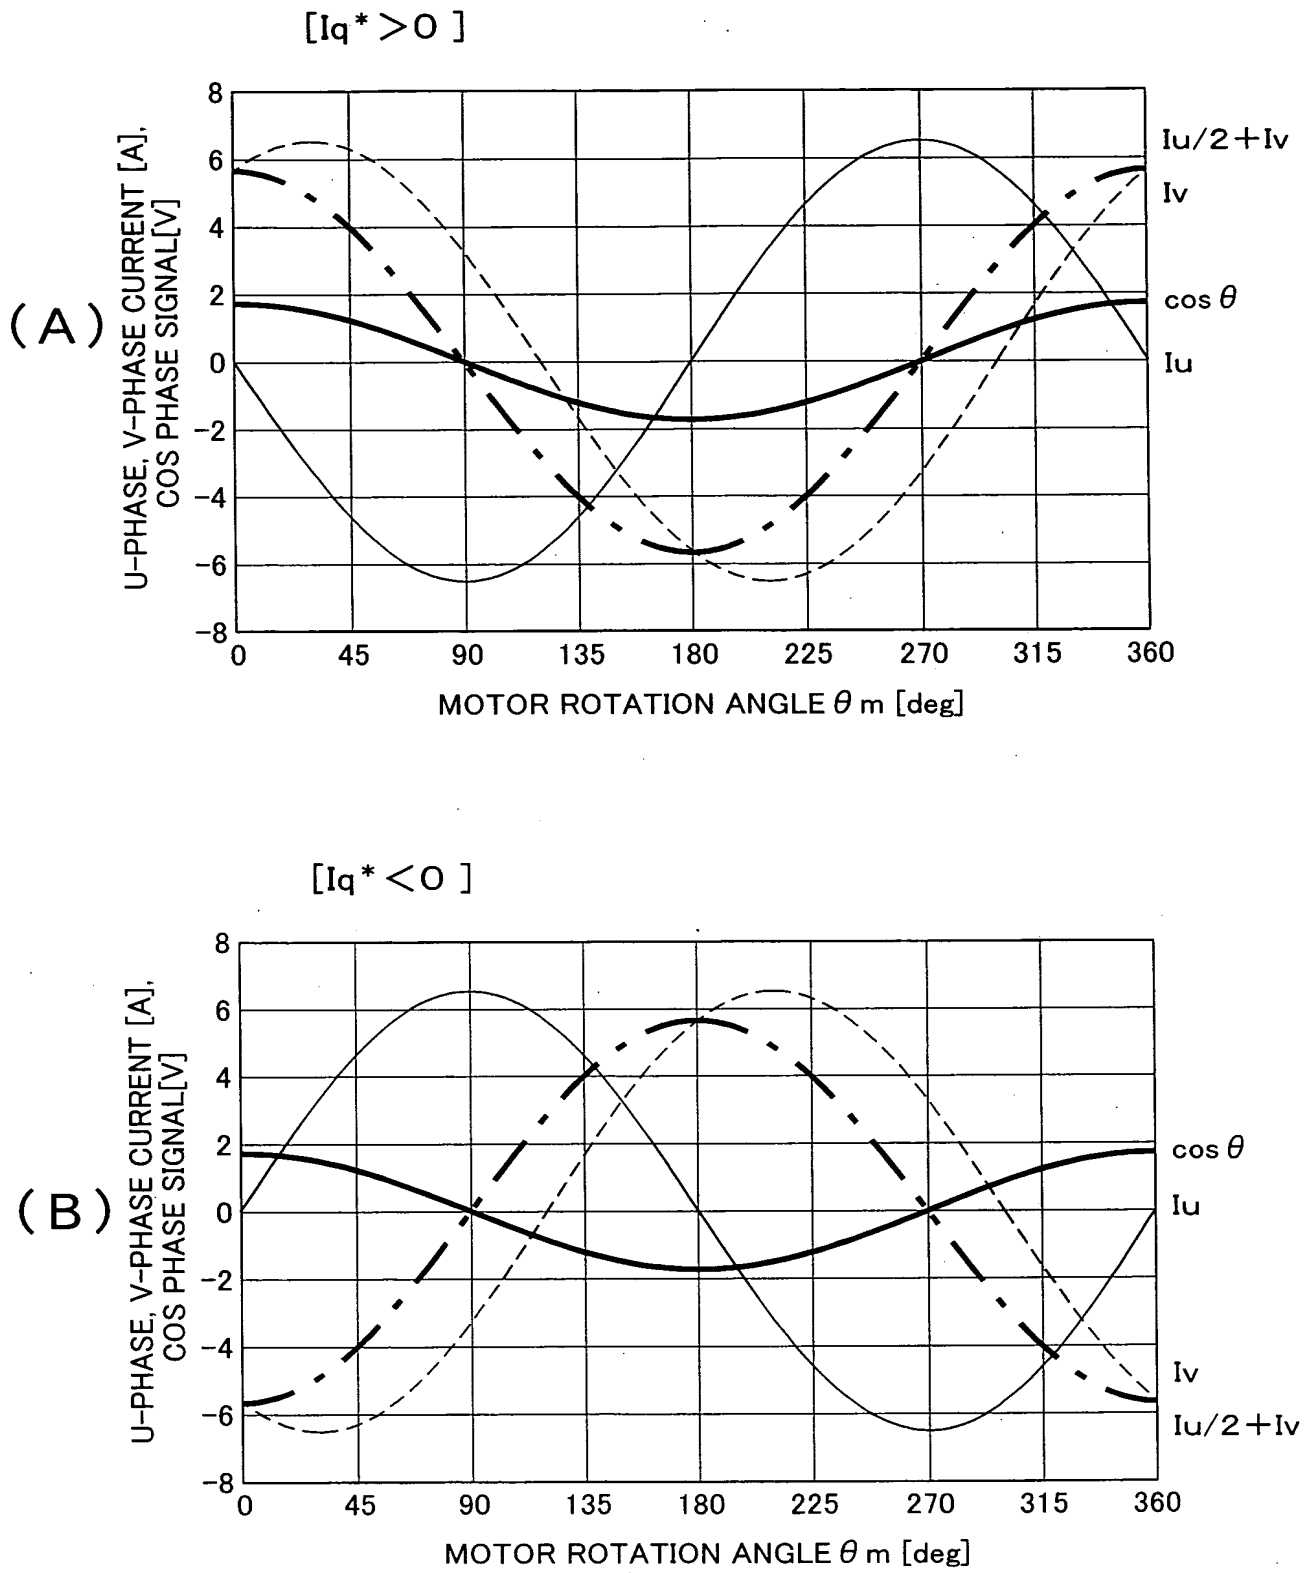 [Iq*>0 ]
(A)
U-PHASE, V-PHASE CURRENT [A],
COS PHASE SIGNAL[V]
8
6
4
2
0
−2
−4
−6
−8
0 45 90 135 180 225 270 315 360
MOTOR ROTATION ANGLE θ m [deg]
Iu/2+Iv
Iv
cos θ
Iu
[Iq*<0 ]
(B)
U-PHASE, V-PHASE CURRENT [A],
COS PHASE SIGNAL[V]
8
6
4
2
0
−2
−4
−6
−8
0 45 90 135 180 225 270 315 360
MOTOR ROTATION ANGLE θ m [deg]
cos θ
Iu
Iv
Iu/2+Iv